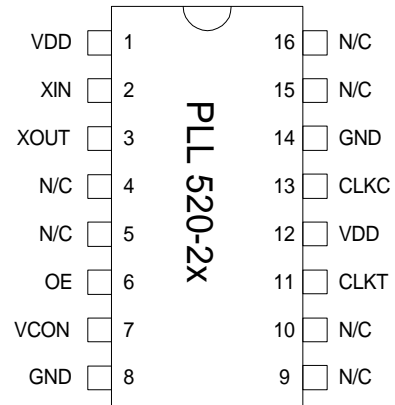 VDD 1 16 N/C
XIN 2 15 N/C
XOUT 3 14 GND
N/C 4 13 CLKC
N/C 5 12 VDD
OE 6 11 CLKT
VCON 7 10 N/C
GND 8 9 N/C
PLL 520-2x